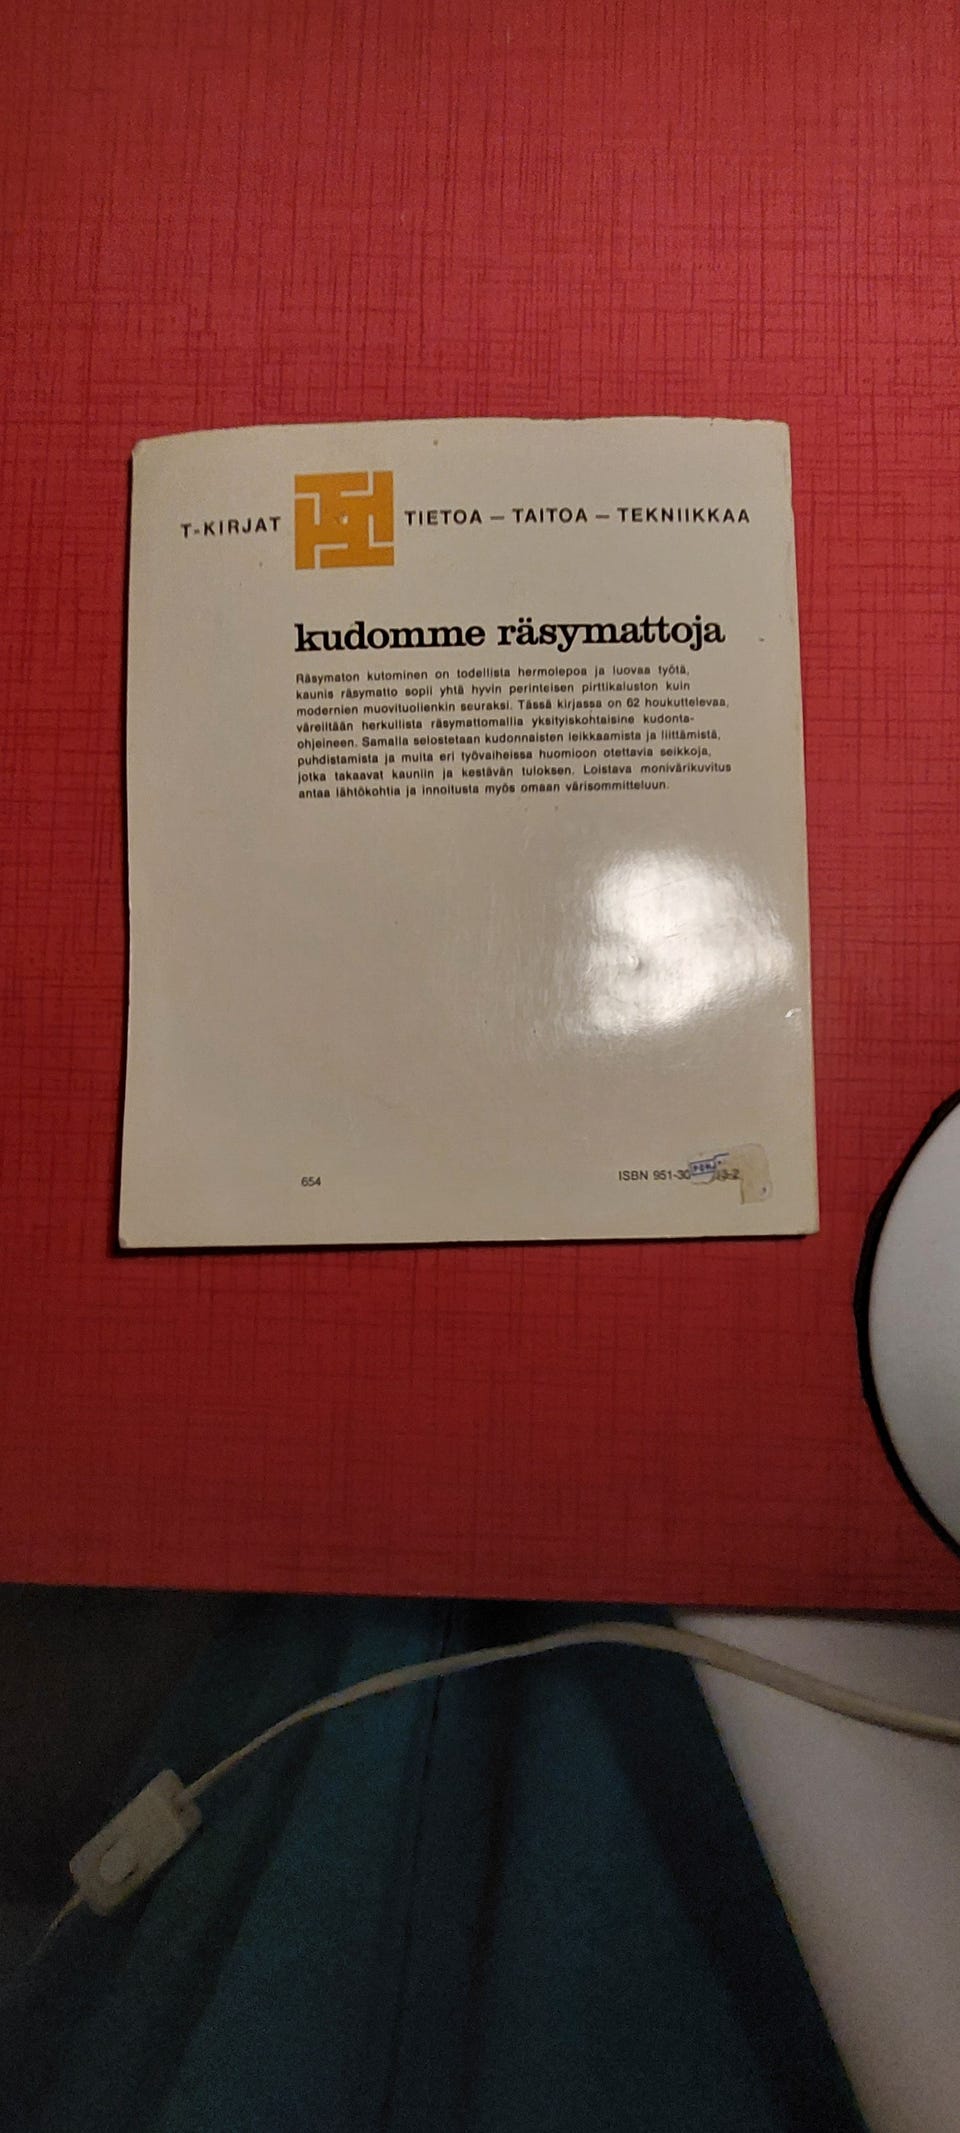 T-KIRJAT TIETOA – TAITOA – TEKNIIKKAA
kudomme räsymattoja
Räsymaton kutominen on todellista hermolepoa ja luovaa työtä,
kaunis räsymatto sopii yhtä hyvin perinteisen pirttikaluston kuin
modernien muovituolienkin seuraksi. Tässä kirjassa on 62 houkuttelevaa,
väreiltään herkullista räsymattomallia yksityiskohtaisine kudonta-
ohjeineen. Samalla selostetaan kudonnaisten leikkaamista ja liittämistä,
puhdistamista ja muita eri työvaiheissa huomioon otettavia seikkoja,
jotka takaavat kauniin ja kestävän tuloksen. Loistava monivärikuvitus
antaa lähtökohtia ja innoitusta myös omaan värisommitteluun.
654
ISBN 951-30